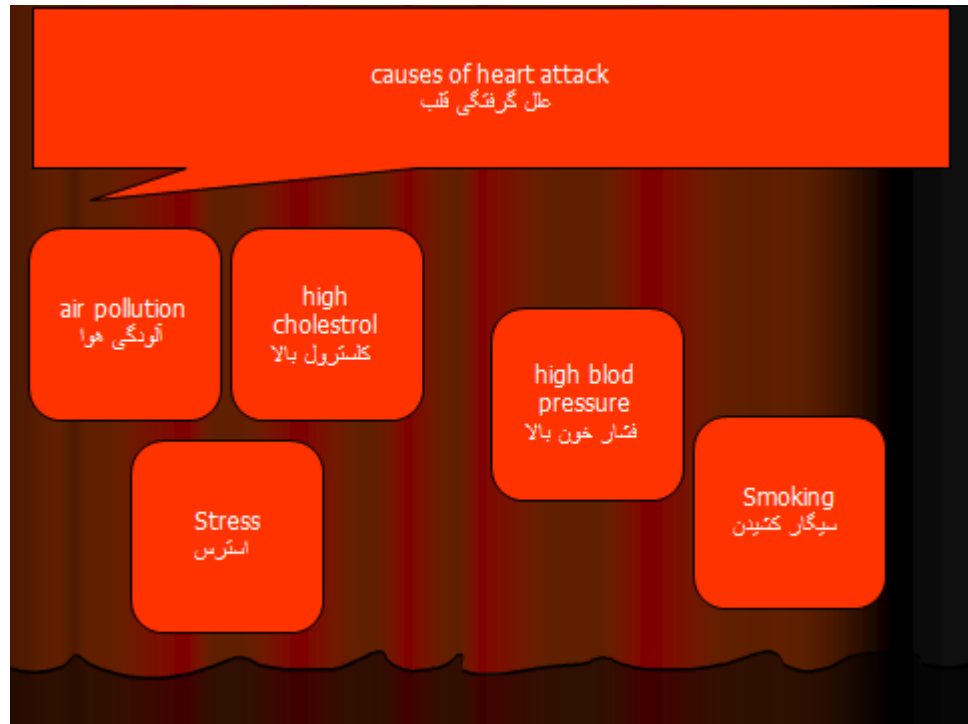 causes of heart attack
علل گرفتگی قلب
air pollution
آلودگی هوا
high
cholestrol
کلسترول بالا
high blod
pressure
فشار خون بالا
Stress
استرس
Smoking
سیگار کشیدن